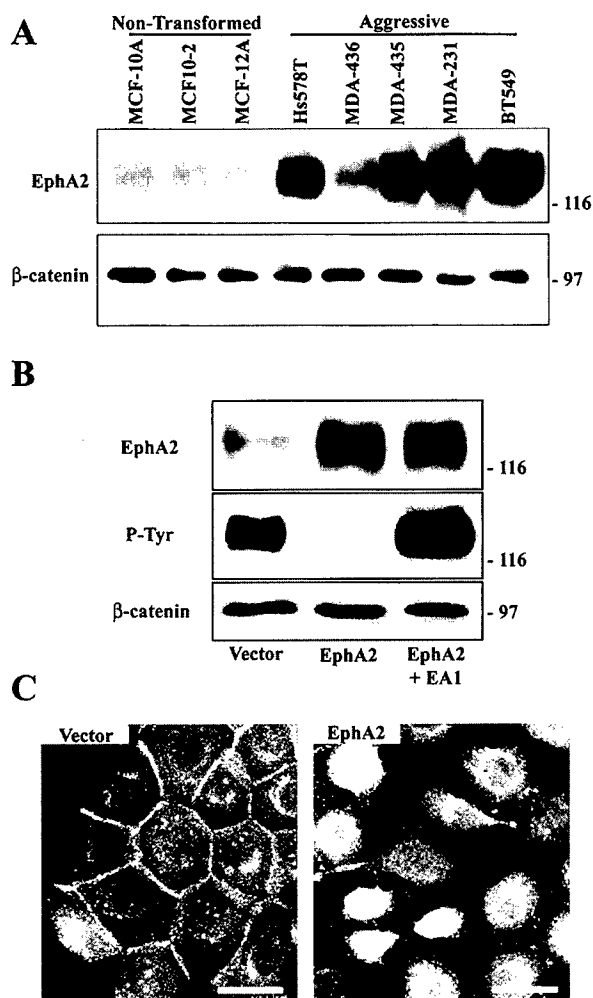 A
Non-Transformed
Aggressive
MCF-10A
MCF10-2
MCF-12A
Hs578T
MDA-436
MDA-435
MDA-231
BT549
EphA2
- 116
β-catenin
- 97
B
EphA2
- 116
P-Tyr
- 116
β-catenin
- 97
Vector
EphA2
EphA2
+ EA1
C
Vector
EphA2